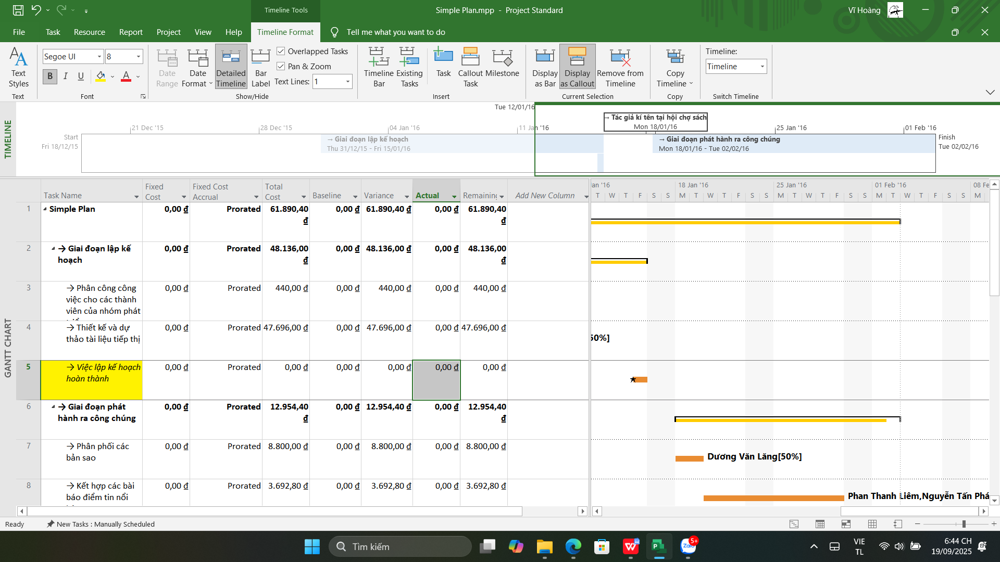 Timeline Tools
Simple Plan.mpp - Project Standard
Vĩ Hoàng
File Task Resource Report Project View Help Timeline Format Tell me what you want to do
Text Styles
Segoe UI 8
B I U A
Date Range
Date Format
Detailed Timeline
Bar Label
Overlapped Tasks
Pan & Zoom
Text Lines: 1
Timeline Bar
Existing Tasks
Task
Callout Task
Milestone
Display as Bar
Display as Callout
Remove from Timeline
Copy Timeline
Timeline:
Timeline
Text Font Show/Hide Insert Current Selection Copy Switch Timeline
TIMELINE
Tue 12/01/16
→ Tác giả kí tên tại hội chợ sách
Mon 18/01/16
21 Dec '15 28 Dec '15 04 Jan '16 11 Jan '16 25 Jan '16 01 Feb '16
Start
Fri 18/12/15
→ Giai đoạn lập kế hoạch
Thu 31/12/15 - Fri 15/01/16
→ Giai đoạn phát hành ra công chúng
Mon 18/01/16 - Tue 02/02/16
Finish
Tue 02/02/16
GANTT CHART
Task Name Fixed Cost Fixed Cost Accrual Total Cost Baseline Variance Actual Remaining Add New Column
an '16 18 Jan '16 25 Jan '16 01 Feb '16 08 Fe
T W T F S S M T W T F S S M T W T F S S M T W T F S S M
1 Simple Plan 0,00 ₫ Prorated 61.890,40 ₫ 0,00 ₫ 61.890,40 ₫ 0,00 ₫ 61.890,40 ₫
2 → Giai đoạn lập kế hoạch 0,00 ₫ Prorated 48.136,00 ₫ 0,00 ₫ 48.136,00 ₫ 0,00 ₫ 48.136,00 ₫
3 → Phân công công việc cho các thành viên của nhóm phát 0,00 ₫ Prorated 440,00 ₫ 0,00 ₫ 440,00 ₫ 0,00 ₫ 440,00 ₫
4 → Thiết kế và dự thảo tài liệu tiếp thị 0,00 ₫ Prorated 47.696,00 ₫ 0,00 ₫ 47.696,00 ₫ 0,00 ₫ 47.696,00 ₫
50%]
5 → Việc lập kế hoạch hoàn thành 0,00 ₫ Prorated 0,00 ₫ 0,00 ₫ 0,00 ₫ 0,00 ₫ 0,00 ₫
6 → Giai đoạn phát hành ra công chúng 0,00 ₫ Prorated 12.954,40 ₫ 0,00 ₫ 12.954,40 ₫ 0,00 ₫ 12.954,40 ₫
7 → Phân phối các bản sao 0,00 ₫ Prorated 8.800,00 ₫ 0,00 ₫ 8.800,00 ₫ 0,00 ₫ 8.800,00 ₫
Dương Văn Lăng[50%]
8 → Kết hợp các bài báo điểm tin nổi 0,00 ₫ Prorated 3.692,80 ₫ 0,00 ₫ 3.692,80 ₫ 0,00 ₫ 3.692,80 ₫
Phan Thanh Liêm,Nguyễn Tấn Phá
Ready New Tasks : Manually Scheduled
Tìm kiếm
Zalo 5+
VIE
TL
6:44 CH
19/09/2025